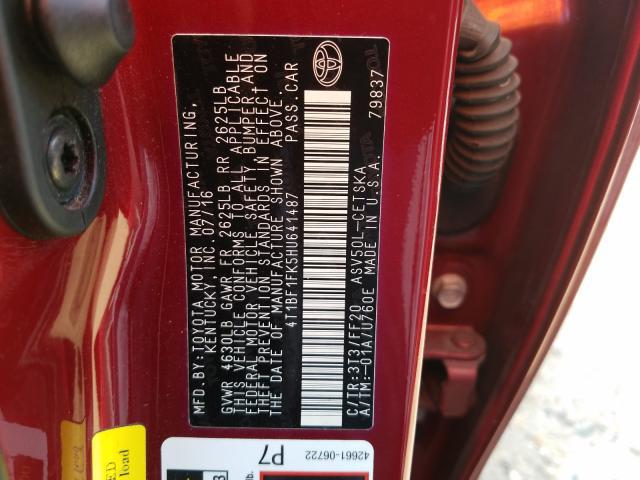 MFD.BY:TOYOTA MOTOR MANUFACTURING,
KENTUCKY, INC. 07/16
GVWR 4630LB GAWR FR 2625LB RR 2625LB
THIS VEHICLE CONFORMS TO ALL APPLICABLE
FEDERAL MOTOR VEHICLE SAFETY, BUMPER, AND
THEFT PREVENTION STANDARDS IN EFFECT ON
THE DATE OF MANUFACTURE SHOWN ABOVE.
4T1BF1FK5HU641487 PASS.CAR
C/TR:3T3/FF20 ASV50L-CETSKA
A/TM:-01A/U760E MADE IN U.S.A.
79837
42661-06722
P7
load